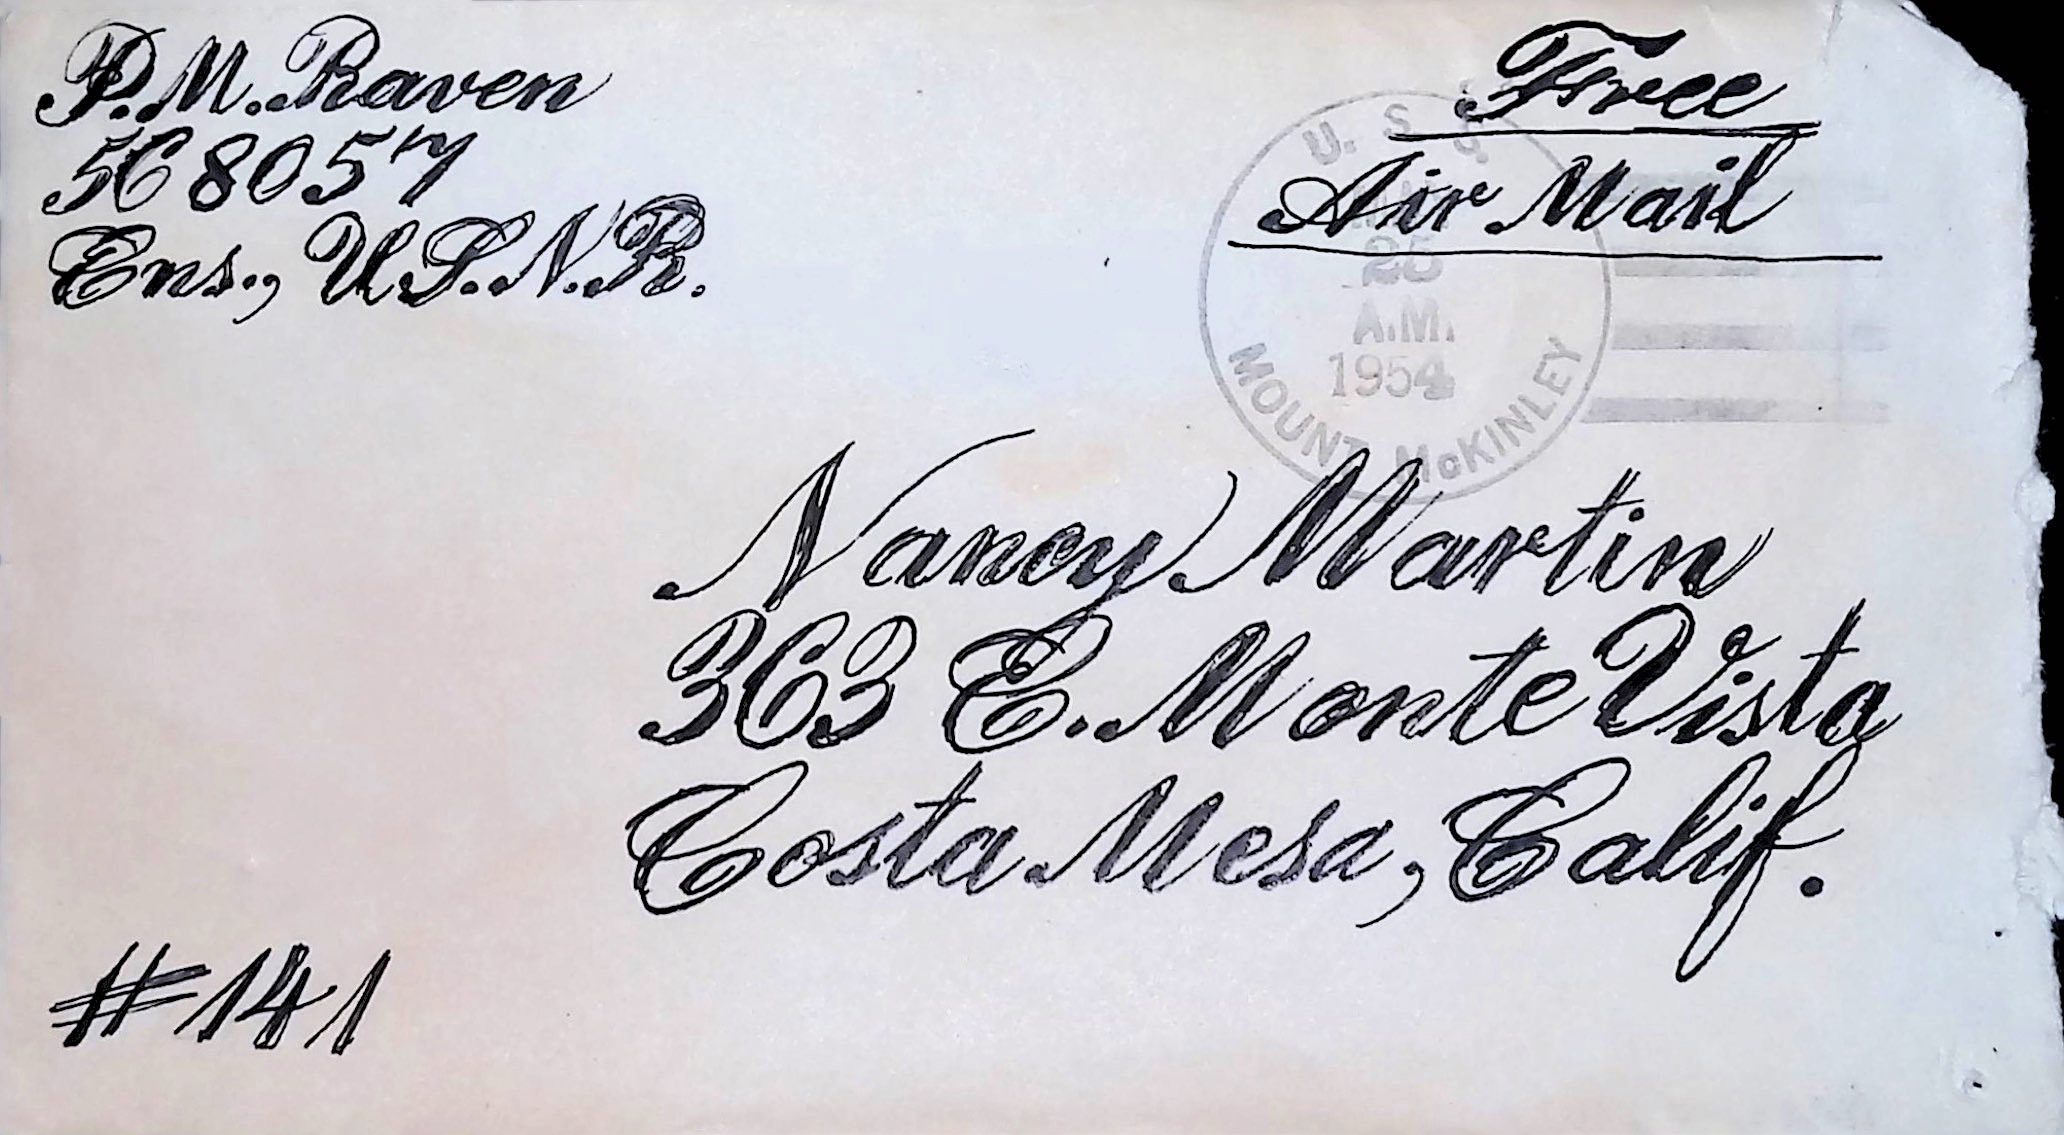 P. M. Raven
568057
Ens., U.S.N.R.
Free
Air Mail
U. S. S.
25
A.M.
1954
MOUNT McKINLEY
Nancy Martin
363 E. Monte Vista
Costa Mesa, Calif.
#141